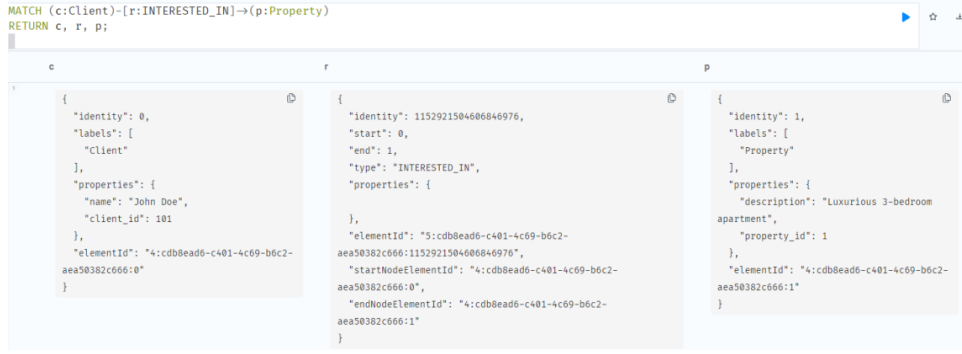 MATCH (c:Client)-[r:INTERESTED_IN]→(p:Property)
RETURN c, r, p;
c
r
p
1
{
  "identity": 0,
  "labels": [
    "Client"
  ],
  "properties": {
    "name": "John Doe",
    "client_id": 101
  },
  "elementId": "4:cdb8ead6-c401-4c69-b6c2-
aea50382c666:0"
}
{
  "identity": 1152921504606846976,
  "start": 0,
  "end": 1,
  "type": "INTERESTED_IN",
  "properties": {

  },
  "elementId": "5:cdb8ead6-c401-4c69-b6c2-
aea50382c666:1152921504606846976",
  "startNodeElementId": "4:cdb8ead6-c401-4c69-b6c2-
aea50382c666:0",
  "endNodeElementId": "4:cdb8ead6-c401-4c69-b6c2-
aea50382c666:1"
}
{
  "identity": 1,
  "labels": [
    "Property"
  ],
  "properties": {
    "description": "Luxurious 3-bedroom
apartment",
    "property_id": 1
  },
  "elementId": "4:cdb8ead6-c401-4c69-b6c2-
aea50382c666:1"
}